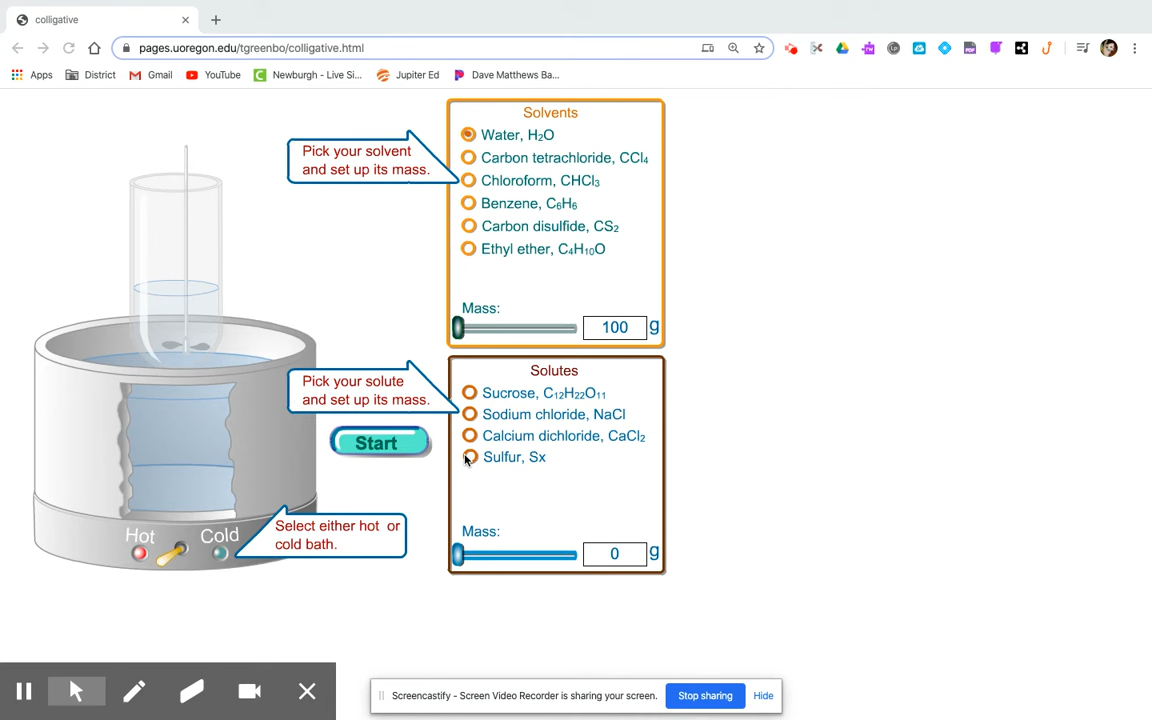 colligative
pages.uoregon.edu/tgreenbo/colligative.html
Apps District Gmail YouTube Newburgh - Live Si... Jupiter Ed Dave Matthews Ba...
Solvents
Pick your solvent
and set up its mass.
Water, H₂O
Carbon tetrachloride, CCl₄
Chloroform, CHCl₃
Benzene, C₆H₆
Carbon disulfide, CS₂
Ethyl ether, C₄H₁₀O
Mass:
100 g
Solutes
Pick your solute
and set up its mass.
Sucrose, C₁₂H₂₂O₁₁
Sodium chloride, NaCl
Calcium dichloride, CaCl₂
Sulfur, Sx
Start
Mass:
0 g
Hot Cold
Select either hot or
cold bath.
Screencastify - Screen Video Recorder is sharing your screen. Stop sharing Hide